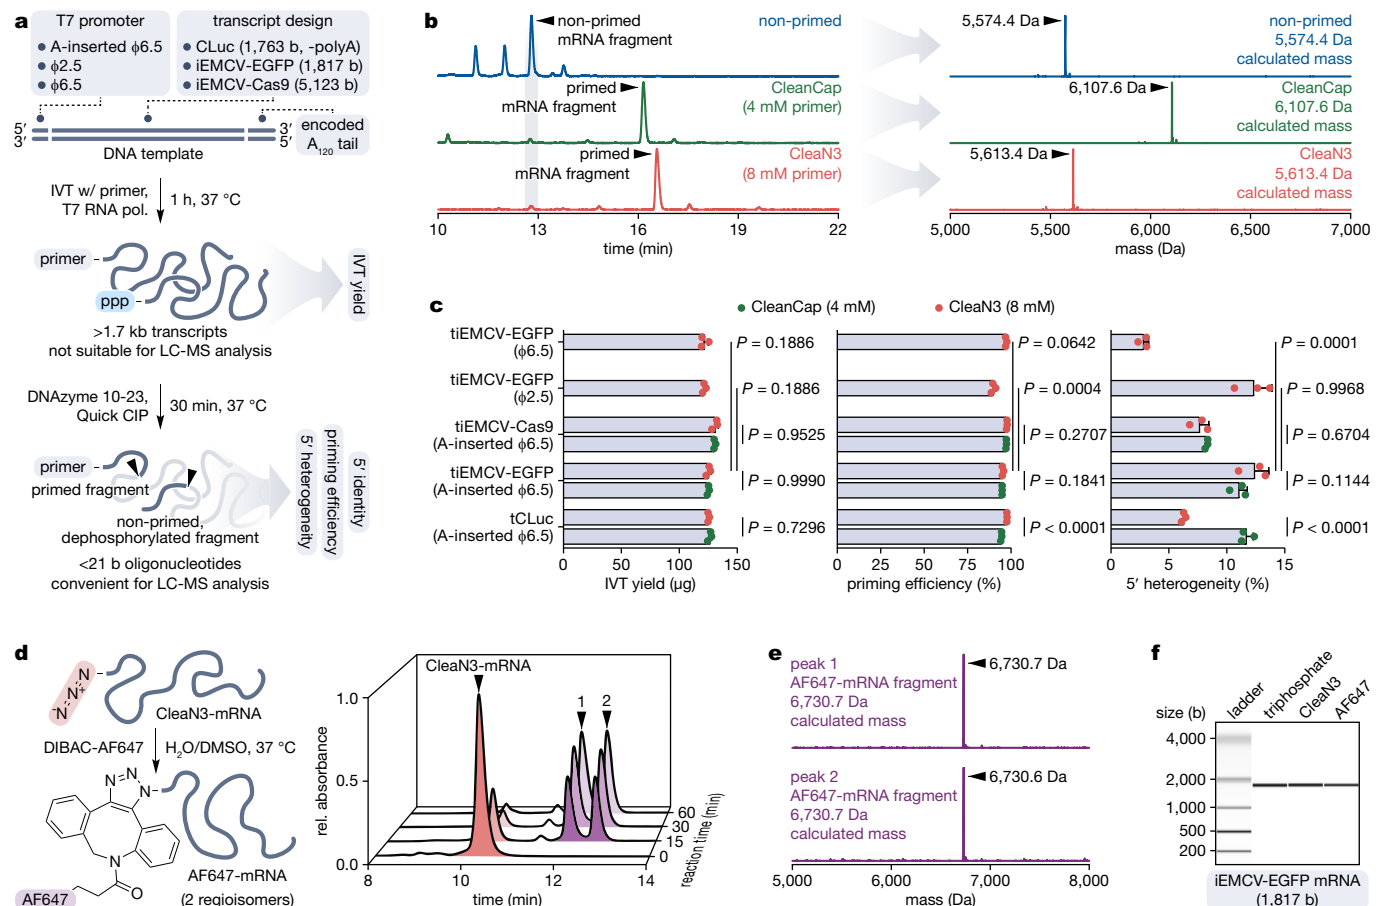 a
T7 promoter
A-inserted ϕ6.5
ϕ2.5
ϕ6.5
transcript design
CLuc (1,763 b, -polyA)
iEMCV-EGFP (1,817 b)
iEMCV-Cas9 (5,123 b)
5′
3′
3′
5′
encoded
A120 tail
DNA template
IVT w/ primer,
T7 RNA pol.
1 h, 37 °C
primer
ppp
IVT yield
>1.7 kb transcripts
not suitable for LC-MS analysis
DNAzyme 10-23,
Quick CIP
30 min, 37 °C
primer
primed fragment
non-primed,
dephosphorylated fragment
5′ heterogeneity
priming efficiency
5′ identity
<21 b oligonucleotides
convenient for LC-MS analysis
b
non-primed
mRNA fragment
non-primed
primed
mRNA fragment
CleanCap
(4 mM primer)
primed
mRNA fragment
CleaN3
(8 mM primer)
10 13 16 19 22
time (min)
5,574.4 Da
non-primed
5,574.4 Da
calculated mass
6,107.6 Da
CleanCap
6,107.6 Da
calculated mass
5,613.4 Da
CleaN3
5,613.4 Da
calculated mass
5,000 5,500 6,000 6,500 7,000
mass (Da)
c
CleanCap (4 mM)
CleaN3 (8 mM)
tiEMCV-EGFP
(ϕ6.5)
tiEMCV-EGFP
(ϕ2.5)
tiEMCV-Cas9
(A-inserted ϕ6.5)
tiEMCV-EGFP
(A-inserted ϕ6.5)
tCLuc
(A-inserted ϕ6.5)
P = 0.1886
P = 0.1886
P = 0.9525
P = 0.9990
P = 0.7296
0 50 100 150
IVT yield (µg)
P = 0.0642
P = 0.0004
P = 0.2707
P = 0.1841
P < 0.0001
0 25 50 75 100
priming efficiency (%)
P = 0.0001
P = 0.9968
P = 0.6704
P = 0.1144
P < 0.0001
0 5 10 15
5′ heterogeneity (%)
d
N
N+
-N
CleaN3-mRNA
DIBAC-AF647
H2O/DMSO, 37 °C
N
N
N
N
O
AF647
AF647-mRNA
(2 regioisomers)
CleaN3-mRNA
1 2
1.0
0.5
0.0
rel. absorbance
8 10 12 14
time (min)
60
30
15
0
reaction time (min)
e
peak 1
AF647-mRNA fragment
6,730.7 Da
calculated mass
6,730.7 Da
peak 2
AF647-mRNA fragment
6,730.7 Da
calculated mass
6,730.6 Da
5,000 6,000 7,000 8,000
mass (Da)
f
size (b)
ladder
triphosphate
CleaN3
AF647
4,000
2,000
1,000
500
200
iEMCV-EGFP mRNA
(1,817 b)